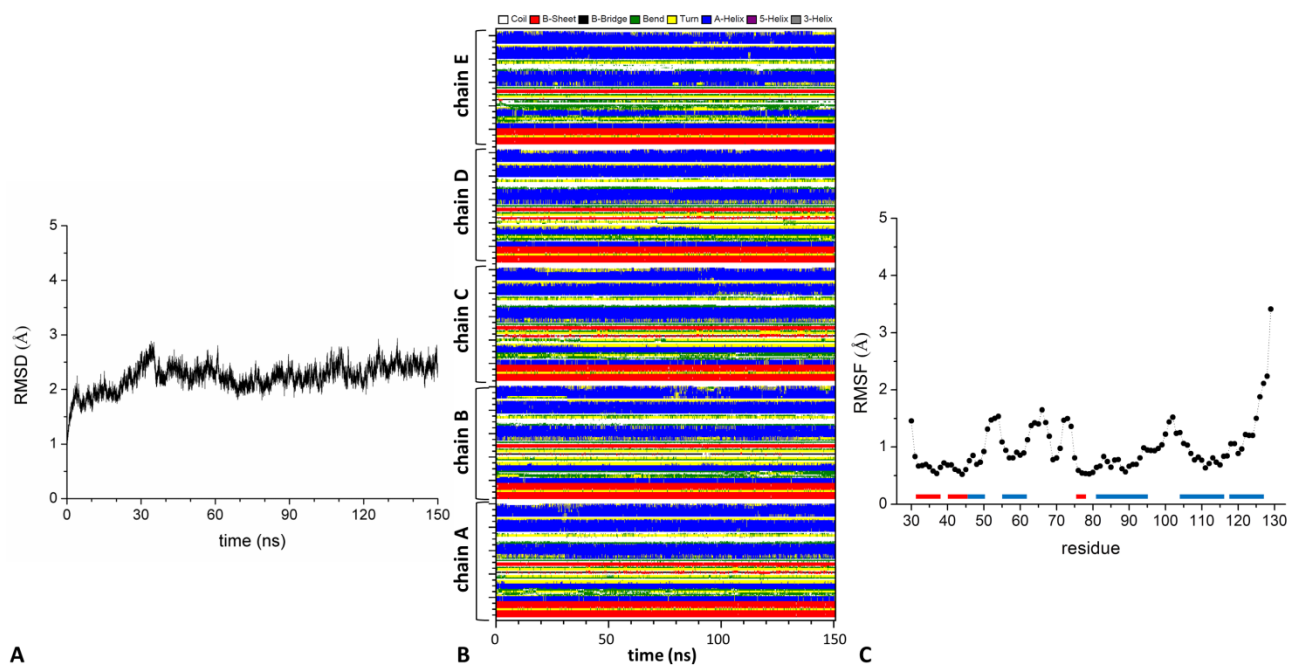 Coil B-Sheet B-Bridge Bend Turn A-Helix 5-Helix 3-Helix
chain E
chain D
chain C
chain B
chain A
0 50 100 150
time (ns)
B
5
4
3
2
1
0
RMSD (Å)
0 30 60 90 120 150
time (ns)
A
5
4
3
2
1
0
RMSF (Å)
30 40 50 60 70 80 90 100 110 120 130
residue
C